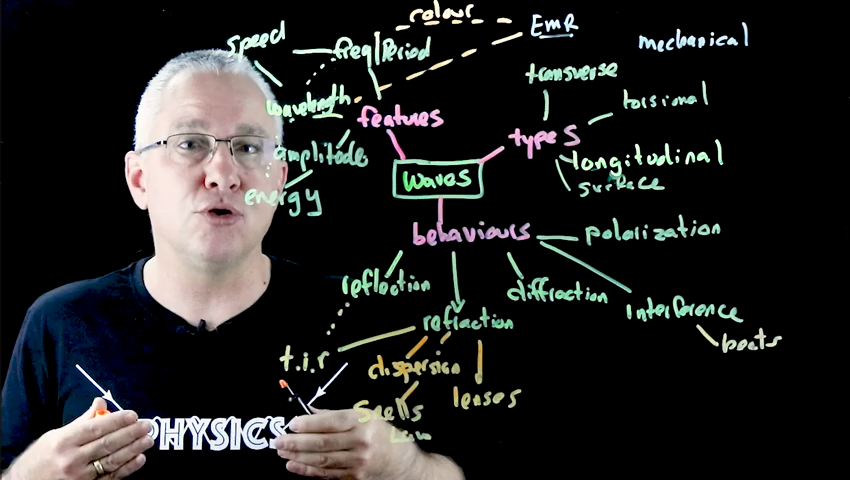 colour
EMR
speed
freq/Period
mechanical
transverse
wavelength
torsional
features
types
amplitude
longitudinal
waves
surface
energy
behaviours
polarization
reflection
diffraction
interference
refraction
t.i.r
beats
dispersion
lenses
Snells
Law
PHYSICS